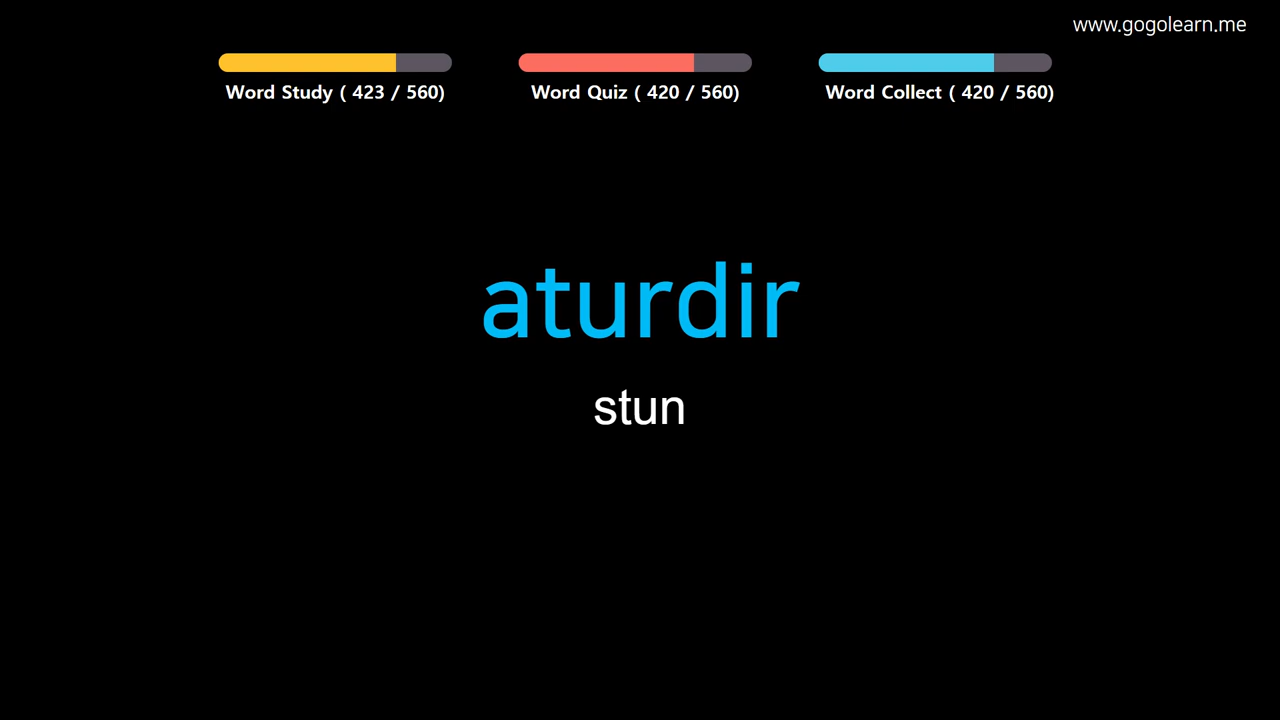 www.gogolearn.me
Word Study ( 423 / 560)
Word Quiz ( 420 / 560)
Word Collect ( 420 / 560)
aturdir
stun